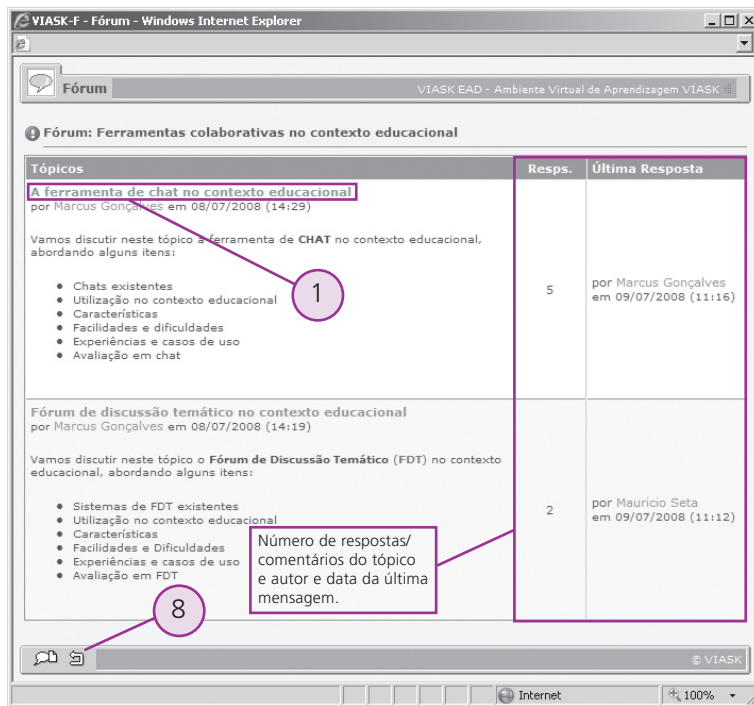 VIASK-F - Fórum - Windows Internet Explorer
Fórum
VIASK EAD - Ambiente Virtual de Aprendizagem VIASK
Fórum: Ferramentas colaborativas no contexto educacional
Tópicos
Resps.
Última Resposta
A ferramenta de chat no contexto educacional
por Marcus Gonçalves em 08/07/2008 (14:29)
Vamos discutir neste tópico a ferramenta de CHAT no contexto educacional,
abordando alguns itens:
• Chats existentes
• Utilização no contexto educacional
• Características
• Facilidades e dificuldades
• Experiências e casos de uso
• Avaliação em chat
1
5
por Marcus Gonçalves
em 09/07/2008 (11:16)
Fórum de discussão temático no contexto educacional
por Marcus Gonçalves em 08/07/2008 (14:19)
Vamos discutir neste tópico o Fórum de Discussão Temático (FDT) no contexto
educacional, abordando alguns itens:
• Sistemas de FDT existentes
• Utilização no contexto educacional
• Características
• Facilidades e Dificuldades
• Experiências e casos de uso
• Avaliação em FDT
2
por Mauricio Seta
em 09/07/2008 (11:12)
Número de respostas/
comentários do tópico
e autor e data da última
mensagem.
8
© VIASK
Internet
100%